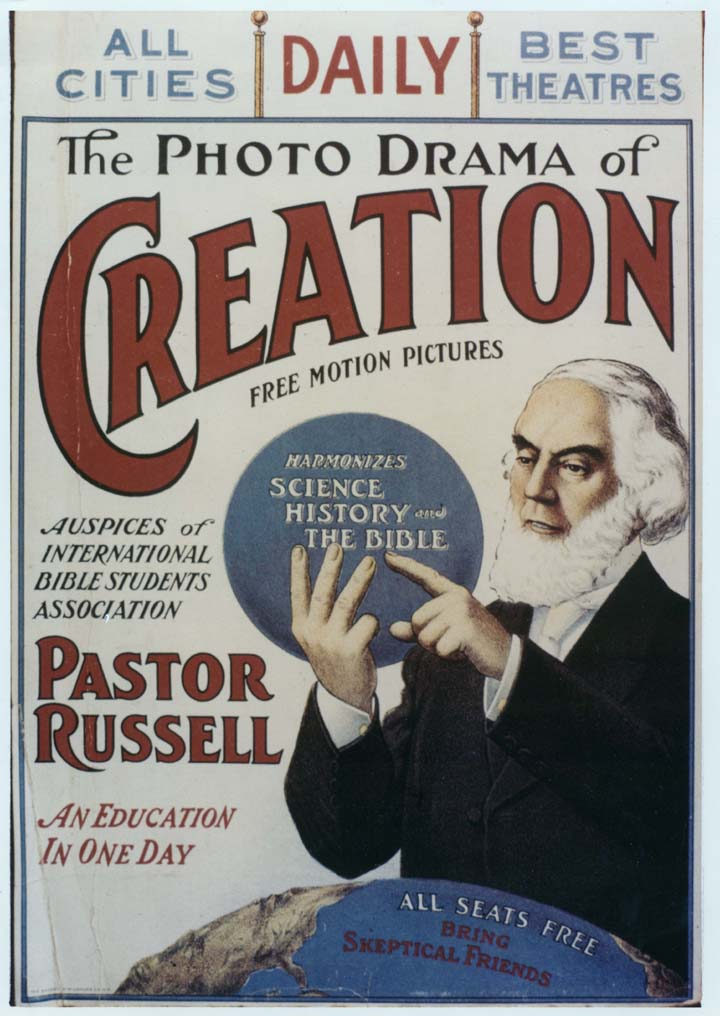 ALL CITIES
DAILY
BEST THEATRES
The PHOTO DRAMA of
CREATION
FREE MOTION PICTURES
HARMONIZES
SCIENCE
HISTORY and
THE BIBLE
AUSPICES of
INTERNATIONAL
BIBLE STUDENTS
ASSOCIATION
PASTOR
RUSSELL
AN EDUCATION
IN ONE DAY
ALL SEATS FREE
BRING
SKEPTICAL FRIENDS